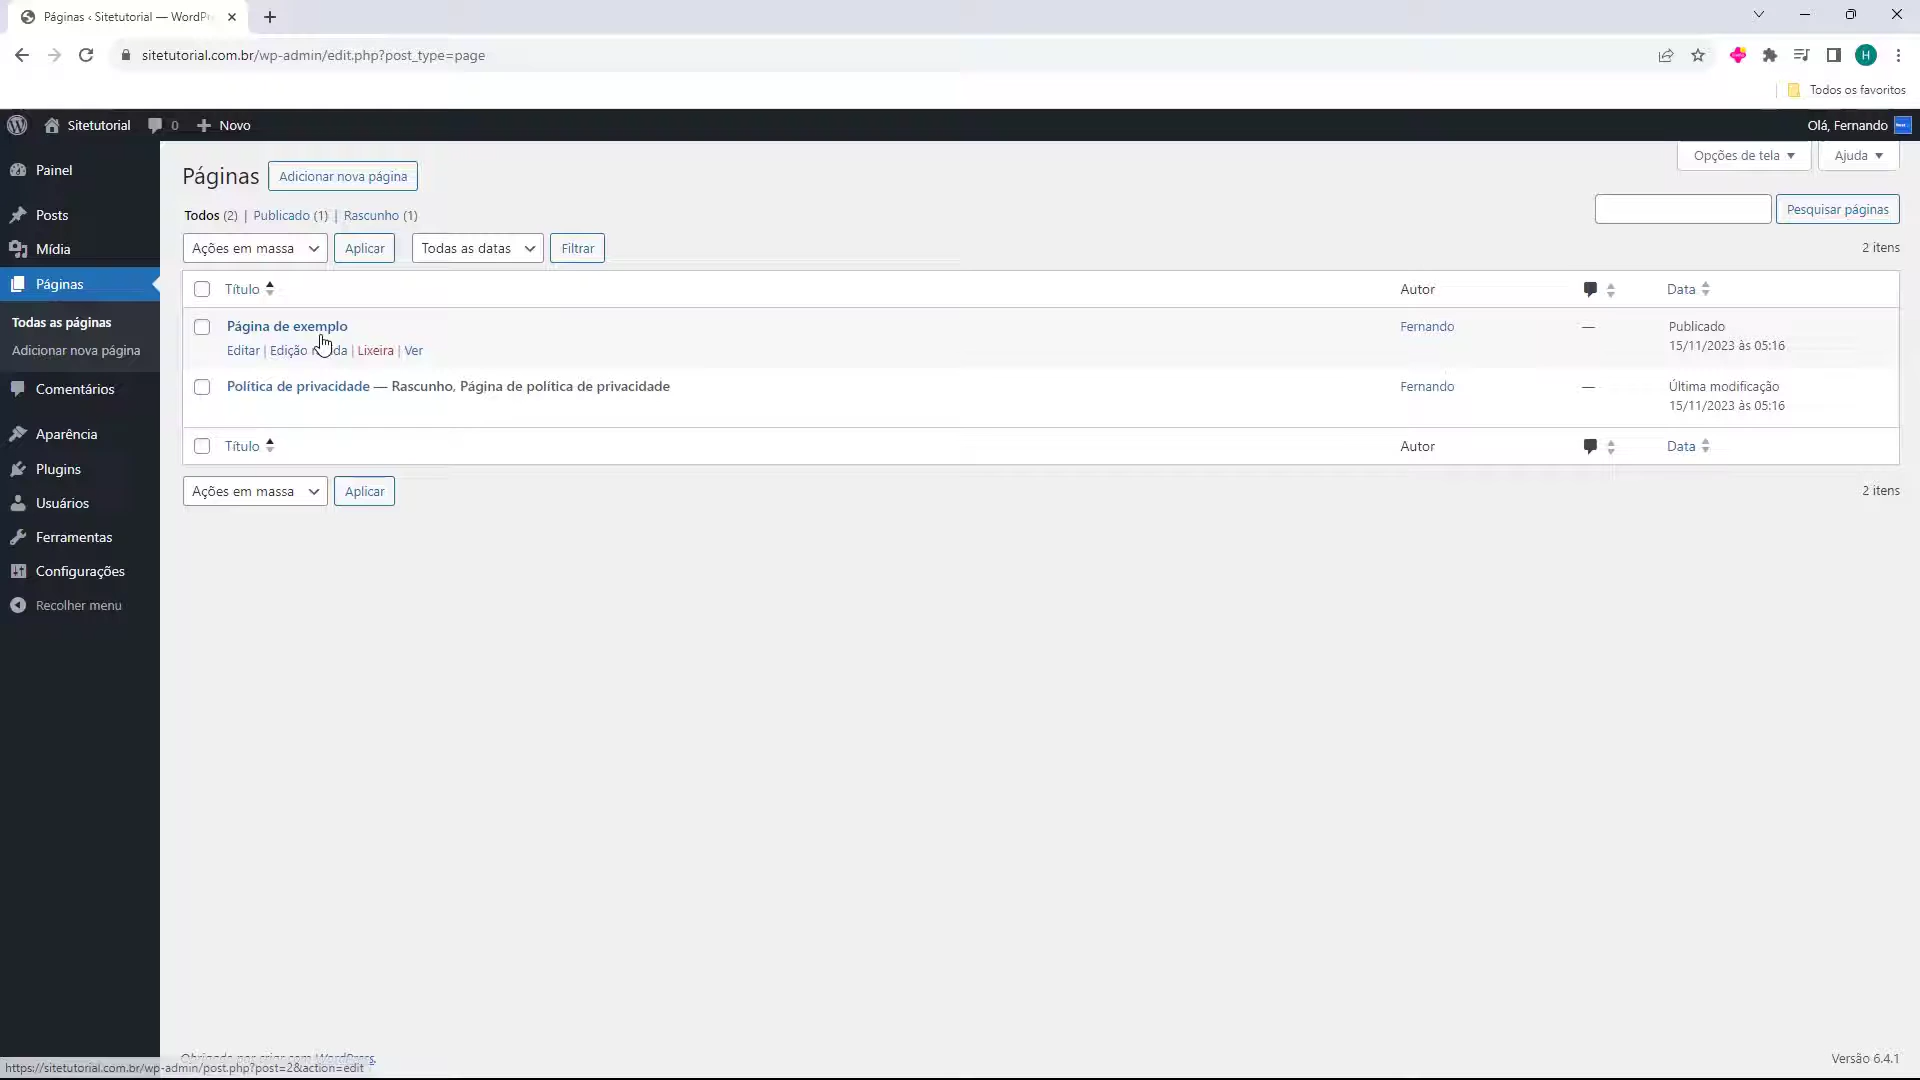 Páginas ‹ Sitetutorial — WordPr
sitetutorial.com.br/wp-admin/edit.php?post_type=page
H
Todos os favoritos
Sitetutorial
0
Novo
Olá, Fernando
Painel
Posts
Mídia
Páginas
Todas as páginas
Adicionar nova página
Comentários
Aparência
Plugins
Usuários
Ferramentas
Configurações
Recolher menu
Opções de tela
Ajuda
Páginas
Adicionar nova página
Todos (2) | Publicado (1) | Rascunho (1)
Pesquisar páginas
Ações em massa
Aplicar
Todas as datas
Filtrar
2 itens
Título
Autor
Data
Página de exemplo
Fernando
—
Publicado
15/11/2023 às 05:16
Editar | Edição | Lixeira | Ver
Política de privacidade — Rascunho, Página de política de privacidade
Fernando
—
Última modificação
15/11/2023 às 05:16
Título
Autor
Data
Ações em massa
Aplicar
2 itens
Obrigado por criar com WordPress.
Versão 6.4.1
https://sitetutorial.com.br/wp-admin/post.php?post=2&action=edit